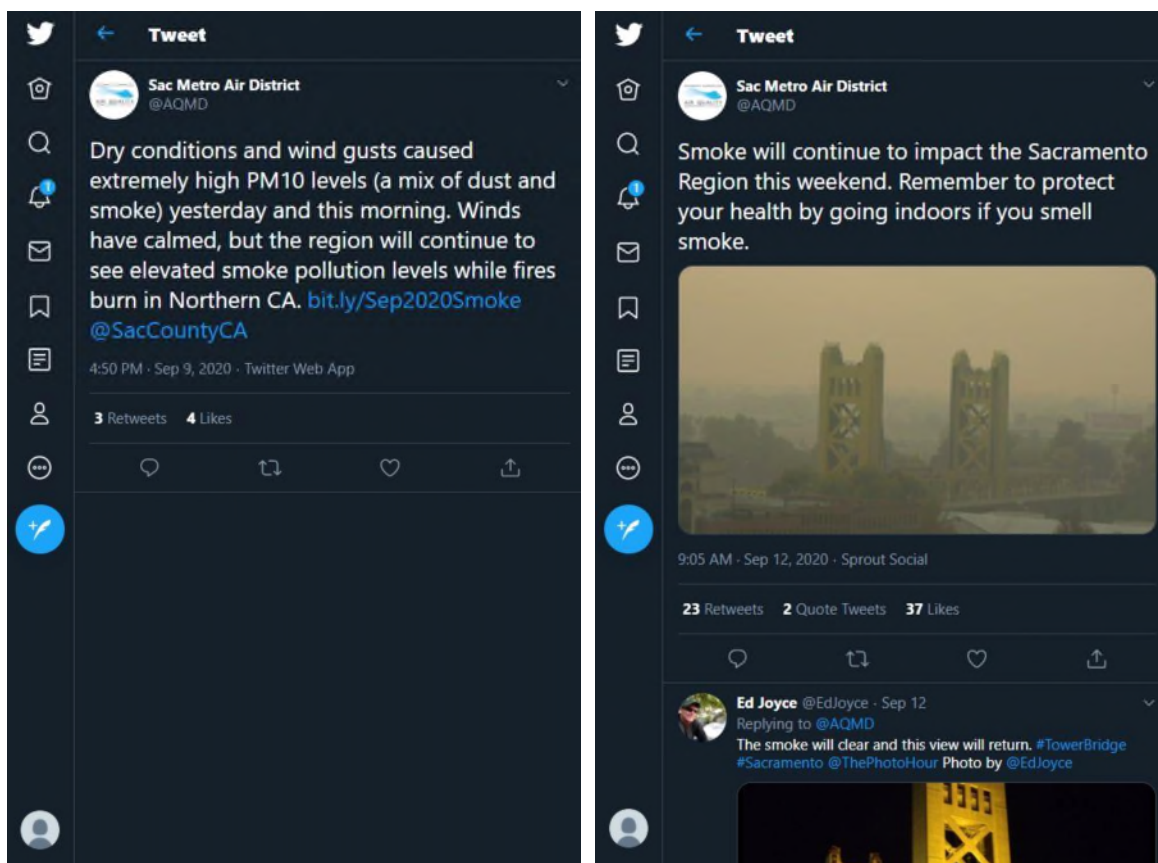 Tweet
Sac Metro Air District
@AQMD
Dry conditions and wind gusts caused
extremely high PM10 levels (a mix of dust and
smoke) yesterday and this morning. Winds
have calmed, but the region will continue to
see elevated smoke pollution levels while fires
burn in Northern CA. bit.ly/Sep2020Smoke
@SacCountyCA
4:50 PM · Sep 9, 2020 · Twitter Web App
3 Retweets 4 Likes
1
Tweet
Sac Metro Air District
@AQMD
Smoke will continue to impact the Sacramento
Region this weekend. Remember to protect
your health by going indoors if you smell
smoke.
9:05 AM · Sep 12, 2020 · Sprout Social
23 Retweets 2 Quote Tweets 37 Likes
1
Ed Joyce @EdJoyce · Sep 12
Replying to @AQMD
The smoke will clear and this view will return. #TowerBridge
#Sacramento @ThePhotoHour Photo by @EdJoyce